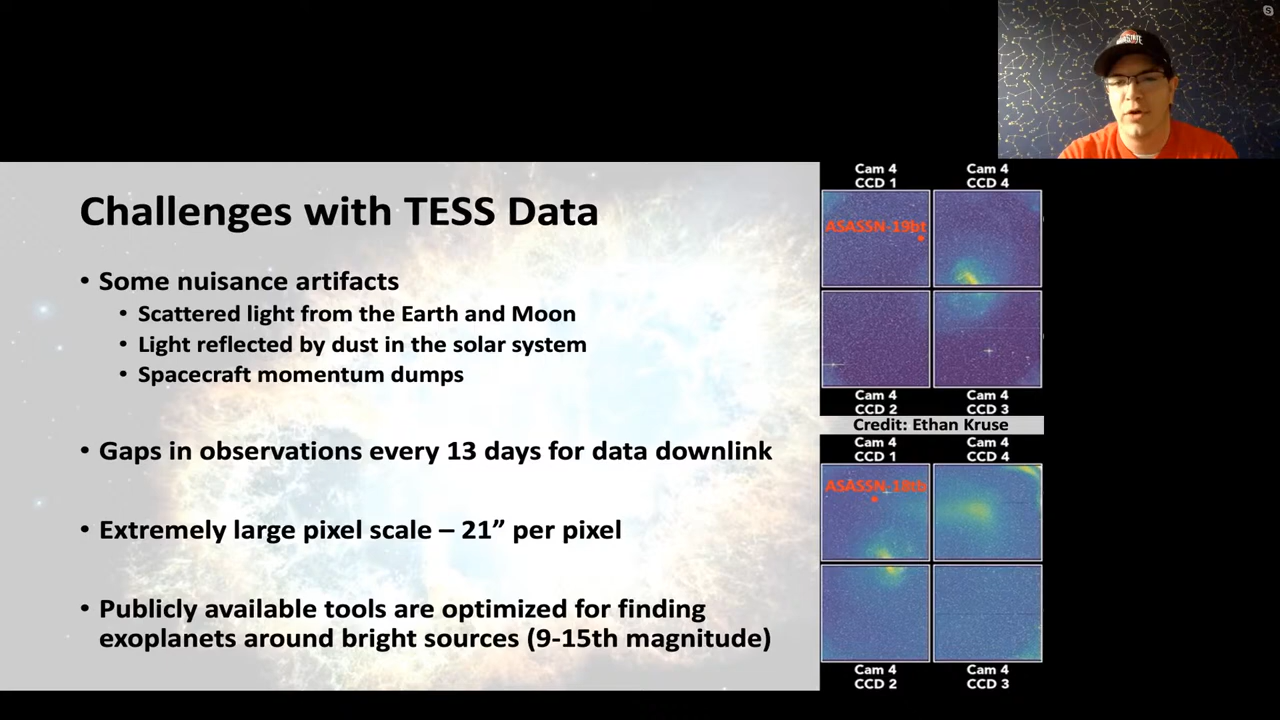 Challenges with TESS Data
• Some nuisance artifacts
• Scattered light from the Earth and Moon
• Light reflected by dust in the solar system
• Spacecraft momentum dumps
• Gaps in observations every 13 days for data downlink
• Extremely large pixel scale – 21” per pixel
• Publicly available tools are optimized for finding
exoplanets around bright sources (9-15th magnitude)
Cam 4
CCD 1
Cam 4
CCD 4
ASASSN-19bt
Cam 4
CCD 2
Cam 4
CCD 3
Credit: Ethan Kruse
Cam 4
CCD 1
Cam 4
CCD 4
ASASSN-18tb
Cam 4
CCD 2
Cam 4
CCD 3